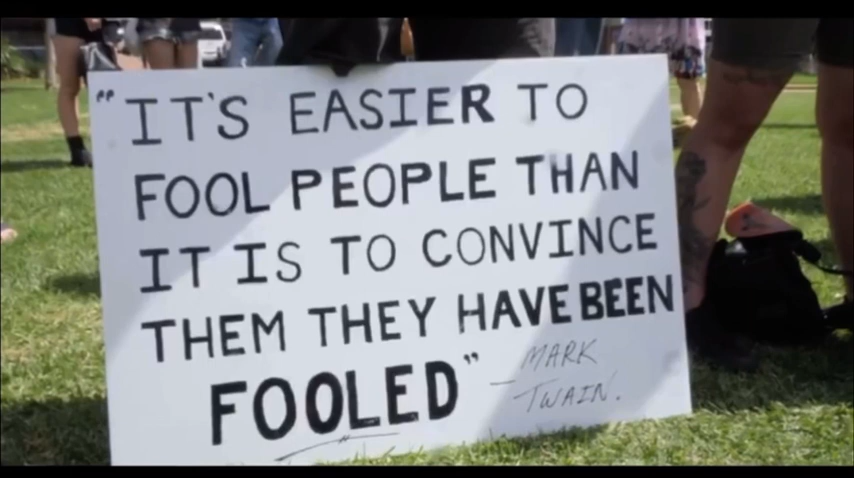 "IT'S EASIER TO
FOOL PEOPLE THAN
IT IS TO CONVINCE
THEM THEY HAVE BEEN
FOOLED"
- MARK
TWAIN.